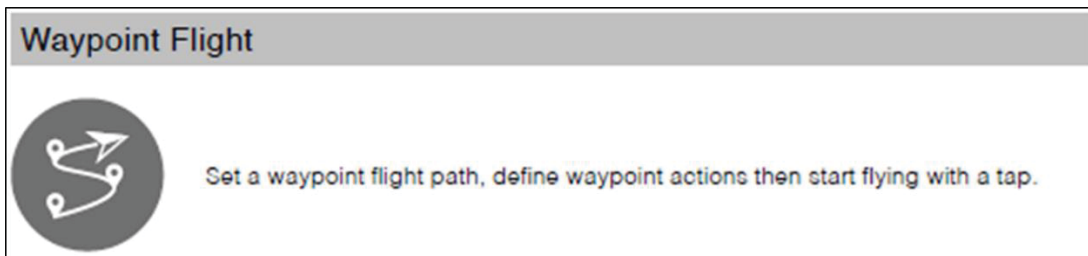 Waypoint Flight
Set a waypoint flight path, define waypoint actions then start flying with a tap.